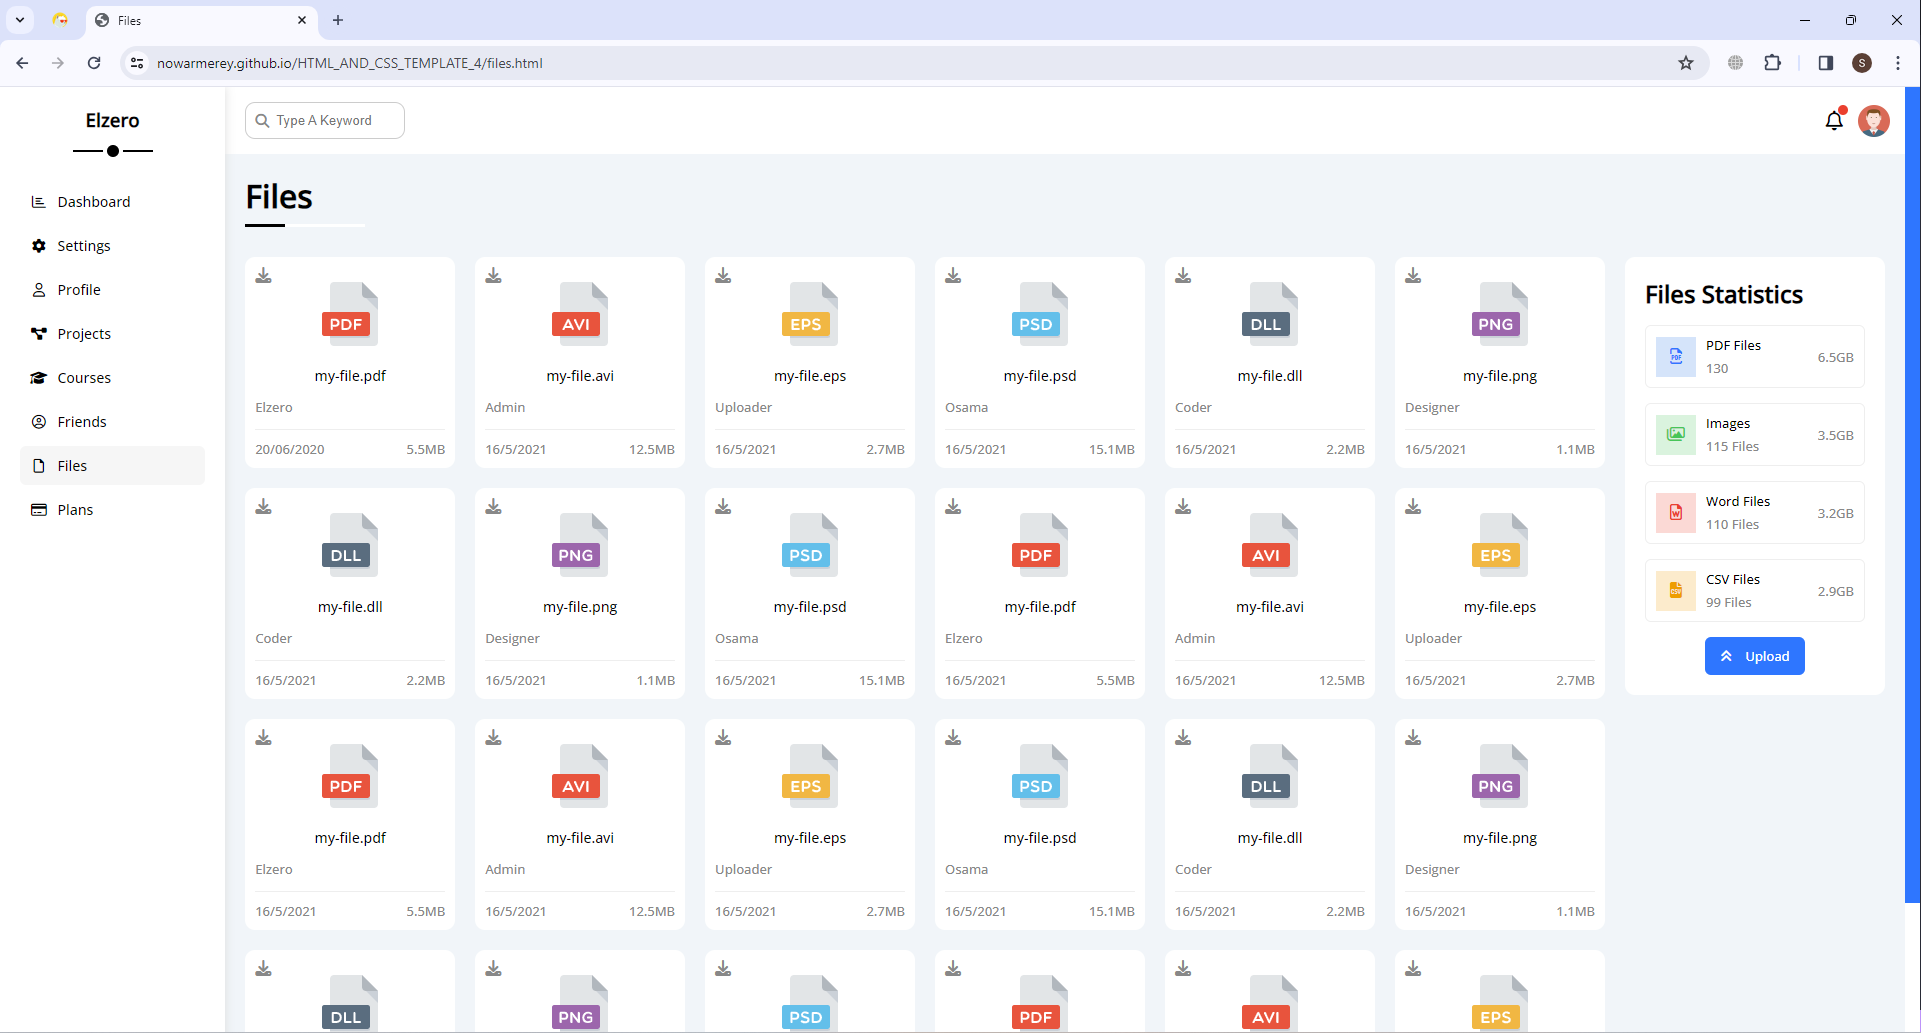 Files
nowarmerey.github.io/HTML_AND_CSS_TEMPLATE_4/files.html
S
Elzero
Dashboard
Settings
Profile
Projects
Courses
Friends
Files
Plans
Type A Keyword
Files
PDF
AVI
EPS
PSD
DLL
PNG
my-file.pdf
my-file.avi
my-file.eps
my-file.psd
my-file.dll
my-file.png
Elzero
Admin
Uploader
Osama
Coder
Designer
20/06/2020 5.5MB
16/5/2021 12.5MB
16/5/2021 2.7MB
16/5/2021 15.1MB
16/5/2021 2.2MB
16/5/2021 1.1MB
DLL
PNG
PSD
PDF
AVI
EPS
my-file.dll
my-file.png
my-file.psd
my-file.pdf
my-file.avi
my-file.eps
Coder
Designer
Osama
Elzero
Admin
Uploader
16/5/2021 2.2MB
16/5/2021 1.1MB
16/5/2021 15.1MB
16/5/2021 5.5MB
16/5/2021 12.5MB
16/5/2021 2.7MB
PDF
AVI
EPS
PSD
DLL
PNG
my-file.pdf
my-file.avi
my-file.eps
my-file.psd
my-file.dll
my-file.png
Elzero
Admin
Uploader
Osama
Coder
Designer
16/5/2021 5.5MB
16/5/2021 12.5MB
16/5/2021 2.7MB
16/5/2021 15.1MB
16/5/2021 2.2MB
16/5/2021 1.1MB
DLL
PNG
PSD
PDF
AVI
EPS
Files Statistics
PDF
PDF Files
130
6.5GB
Images
115 Files
3.5GB
W
Word Files
110 Files
3.2GB
CSV
CSV Files
99 Files
2.9GB
Upload